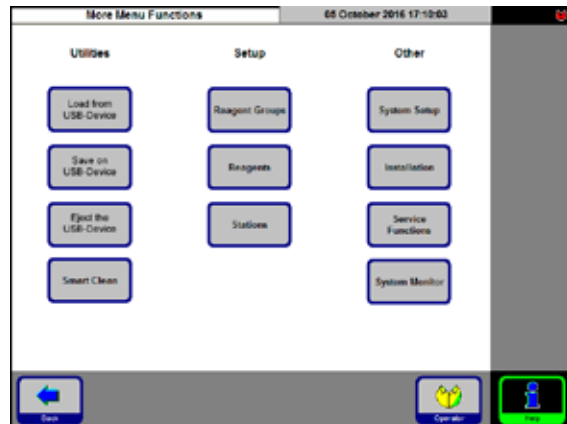 More Menu Functions
05 October 2016 17:10:03
Utilities
Setup
Other
Load from
USB-Device
Reagent Groups
System Setup
Save on
USB-Device
Reagents
Installation
Eject the
USB-Device
Stations
Service
Functions
Smart Clean
System Monitor
Back
Operator
Help